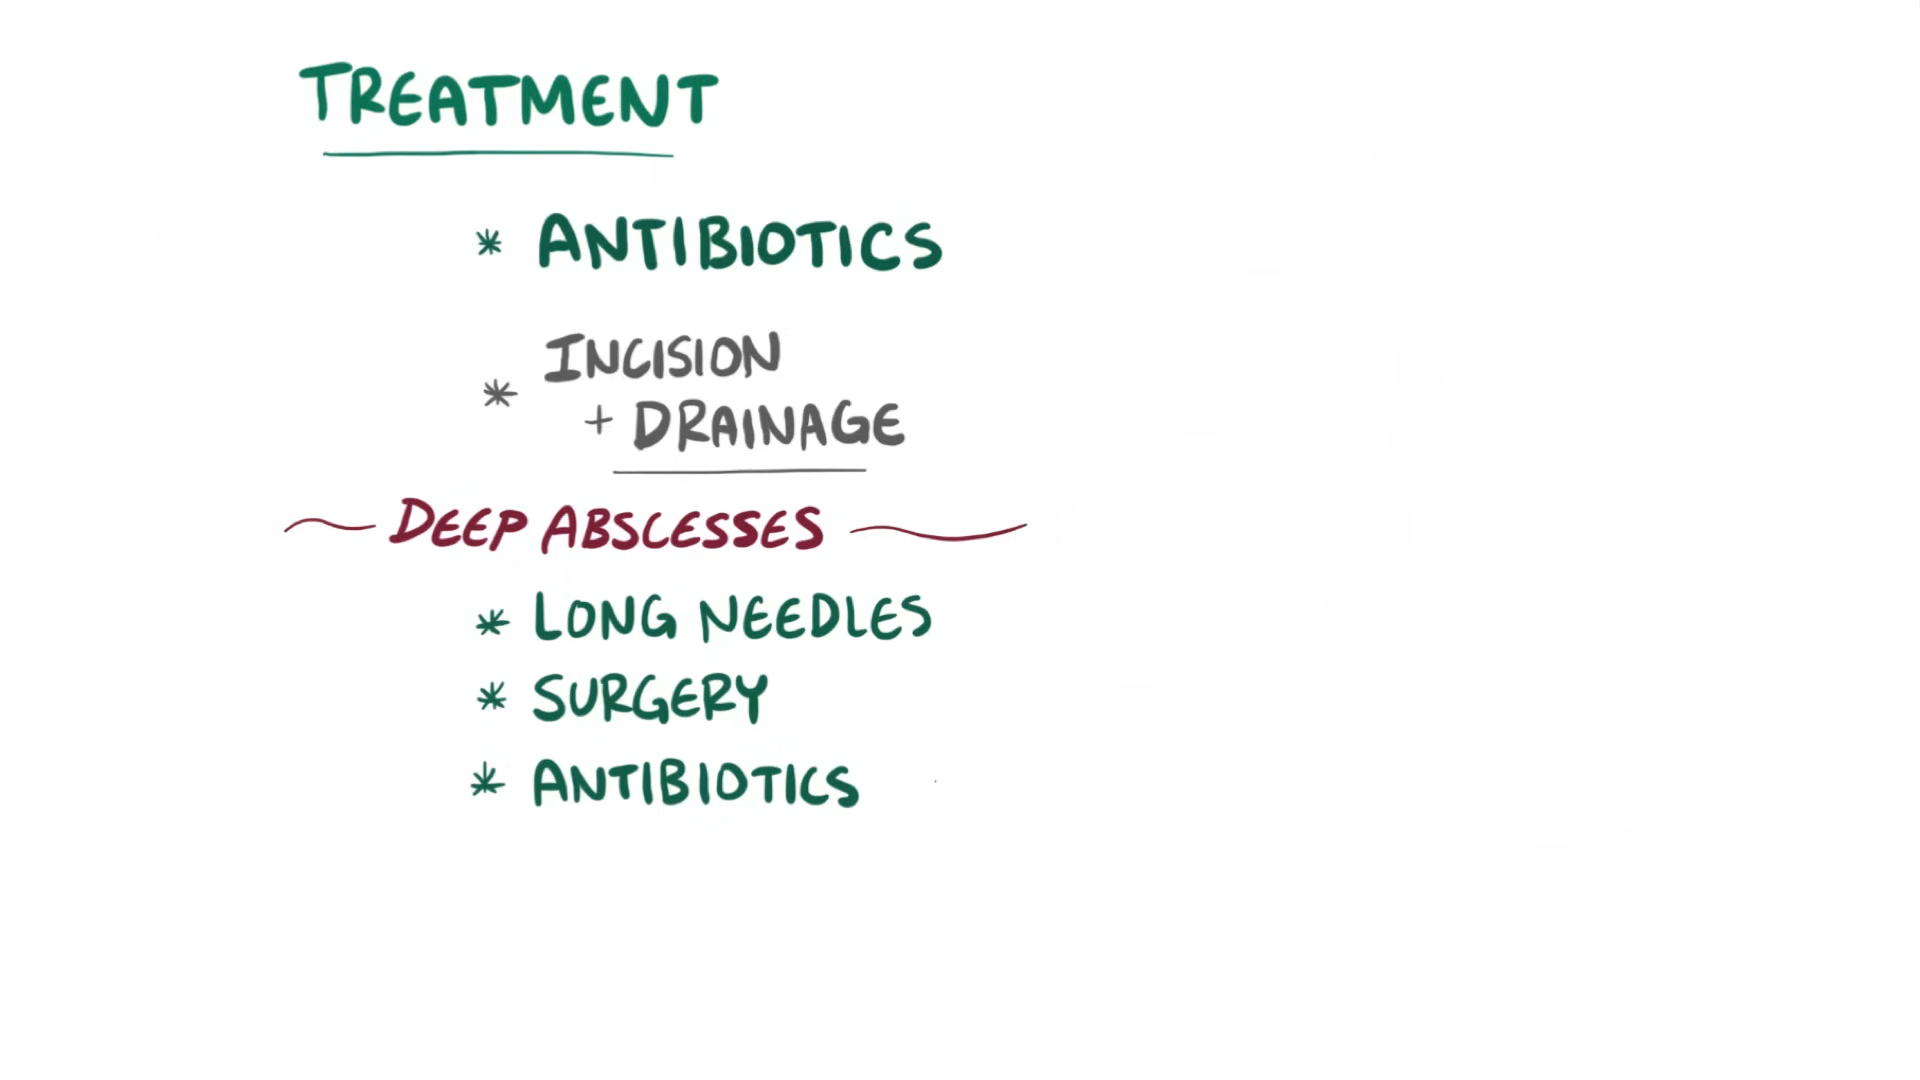 TREATMENT
* ANTIBIOTICS
* INCISION
+ DRAINAGE
DEEP ABSCESSES
* LONG NEEDLES
* SURGERY
* ANTIBIOTICS